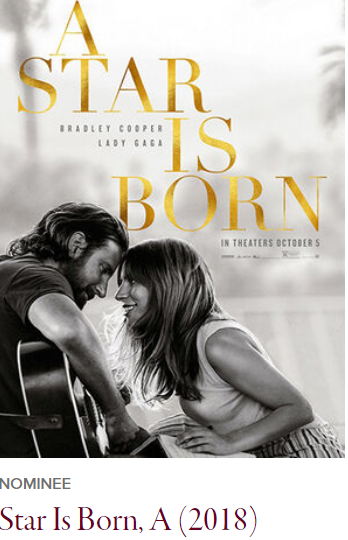 A
STAR
IS
BORN
BRADLEY COOPER
LADY GAGA
IN THEATERS OCTOBER 5
NOMINEE
Star Is Born, A (2018)